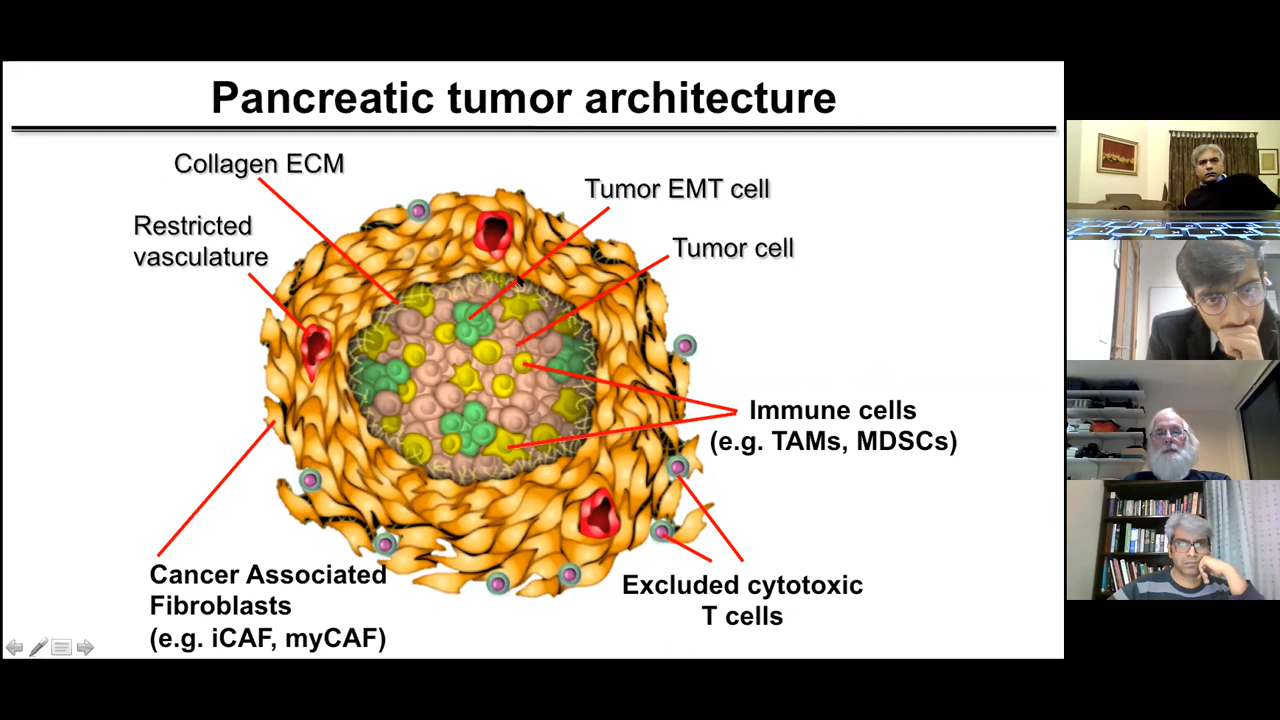 Pancreatic tumor architecture
Collagen ECM
Restricted
vasculature
Tumor EMT cell
Tumor cell
Immune cells
(e.g. TAMs, MDSCs)
Excluded cytotoxic
T cells
Cancer Associated
Fibroblasts
(e.g. iCAF, myCAF)